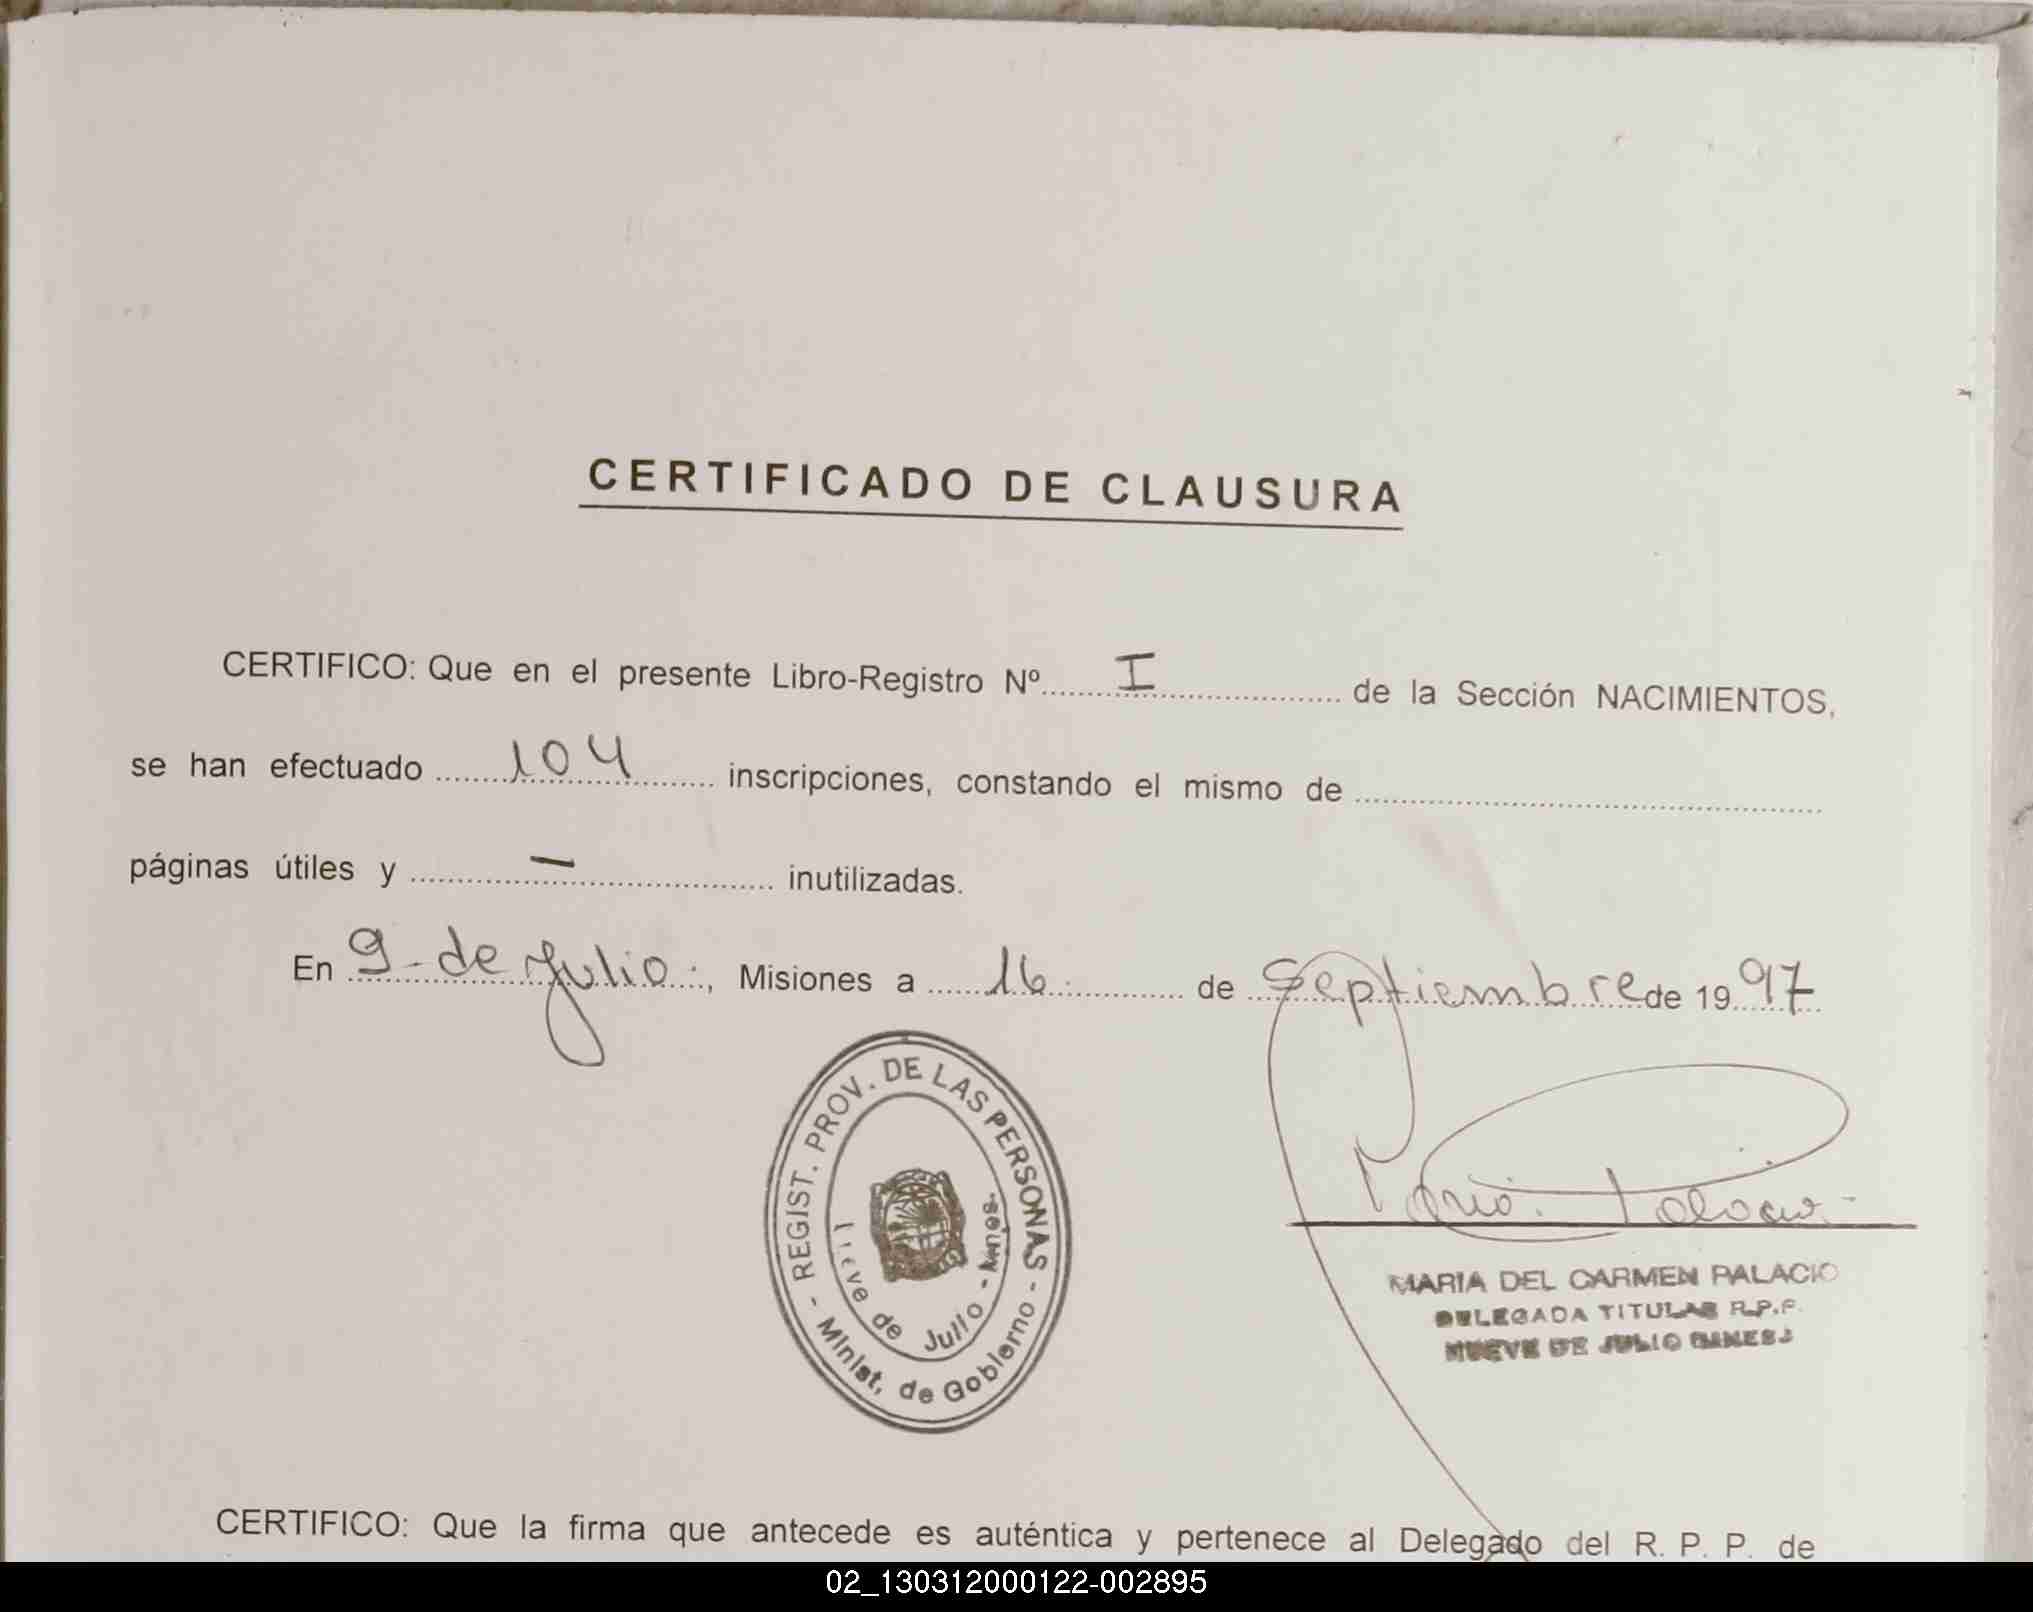 CERTIFICADO DE CLAUSURA
CERTIFICO: Que en el presente Libro-Registro Nº I de la Sección NACIMIENTOS,
se han efectuado 104 inscripciones, constando el mismo de
páginas útiles y — inutilizadas.
En 9 - de Julio, Misiones a 16 de Septiembre de 1997
- REGIST. PROV. DE LAS PERSONAS -
Minist. de Gobierno
Nueve de Julio - Mnes.
Maria Palacio
MARIA DEL CARMEN PALACIO
DELEGADA TITULAR R.P.P.
NUEVE DE JULIO (MNES)
CERTIFICO: Que la firma que antecede es auténtica y pertenece al Delegado del R. P. P. de
02_130312000122-002895